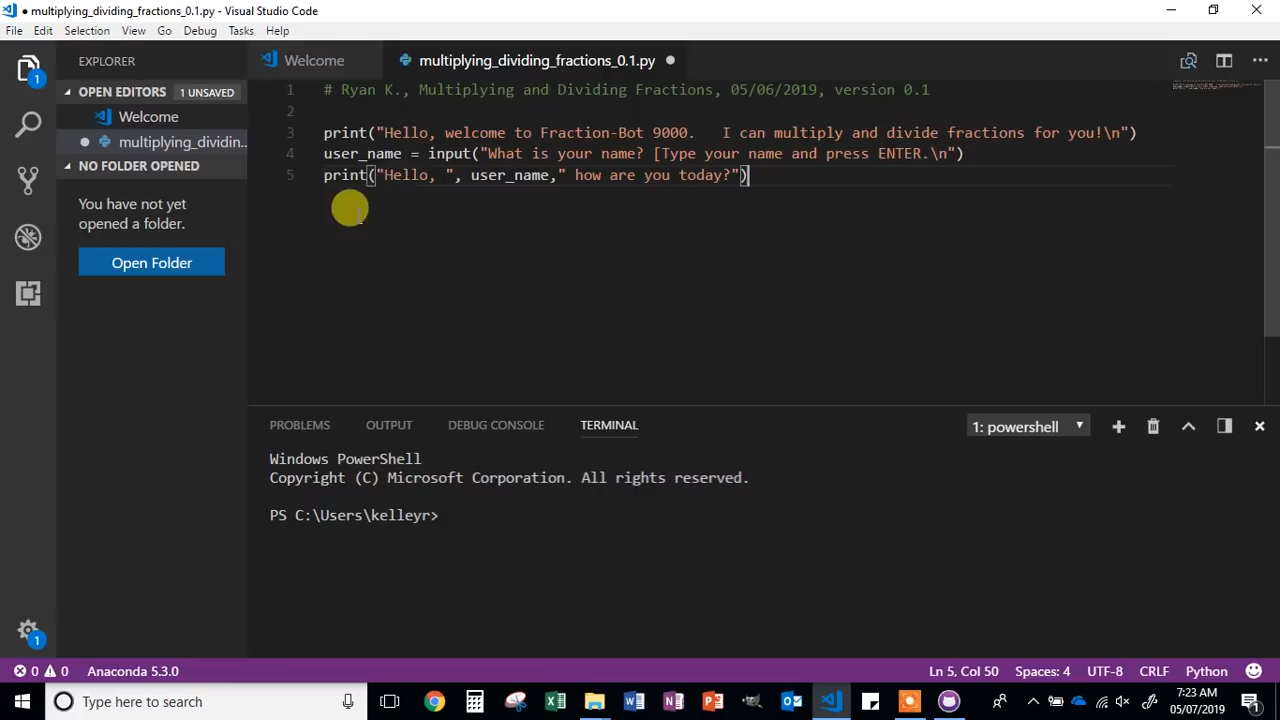 multiplying_dividing_fractions_0.1.py - Visual Studio Code
File Edit Selection View Go Debug Tasks Help
EXPLORER
OPEN EDITORS 1 UNSAVED
Welcome
multiplying_dividin...
NO FOLDER OPENED
You have not yet
opened a folder.
Open Folder
Welcome multiplying_dividing_fractions_0.1.py
1 # Ryan K., Multiplying and Dividing Fractions, 05/06/2019, version 0.1
2
3 print("Hello, welcome to Fraction-Bot 9000.   I can multiply and divide fractions for you!\n")
4 user_name = input("What is your name? [Type your name and press ENTER.\n")
5 print("Hello, ", user_name," how are you today?")
PROBLEMS OUTPUT DEBUG CONSOLE TERMINAL 1: powershell
Windows PowerShell
Copyright (C) Microsoft Corporation. All rights reserved.
PS C:\Users\kelleyr>
1
1
0 0 Anaconda 5.3.0 Ln 5, Col 50 Spaces: 4 UTF-8 CRLF Python
Type here to search
7:23 AM
05/07/2019